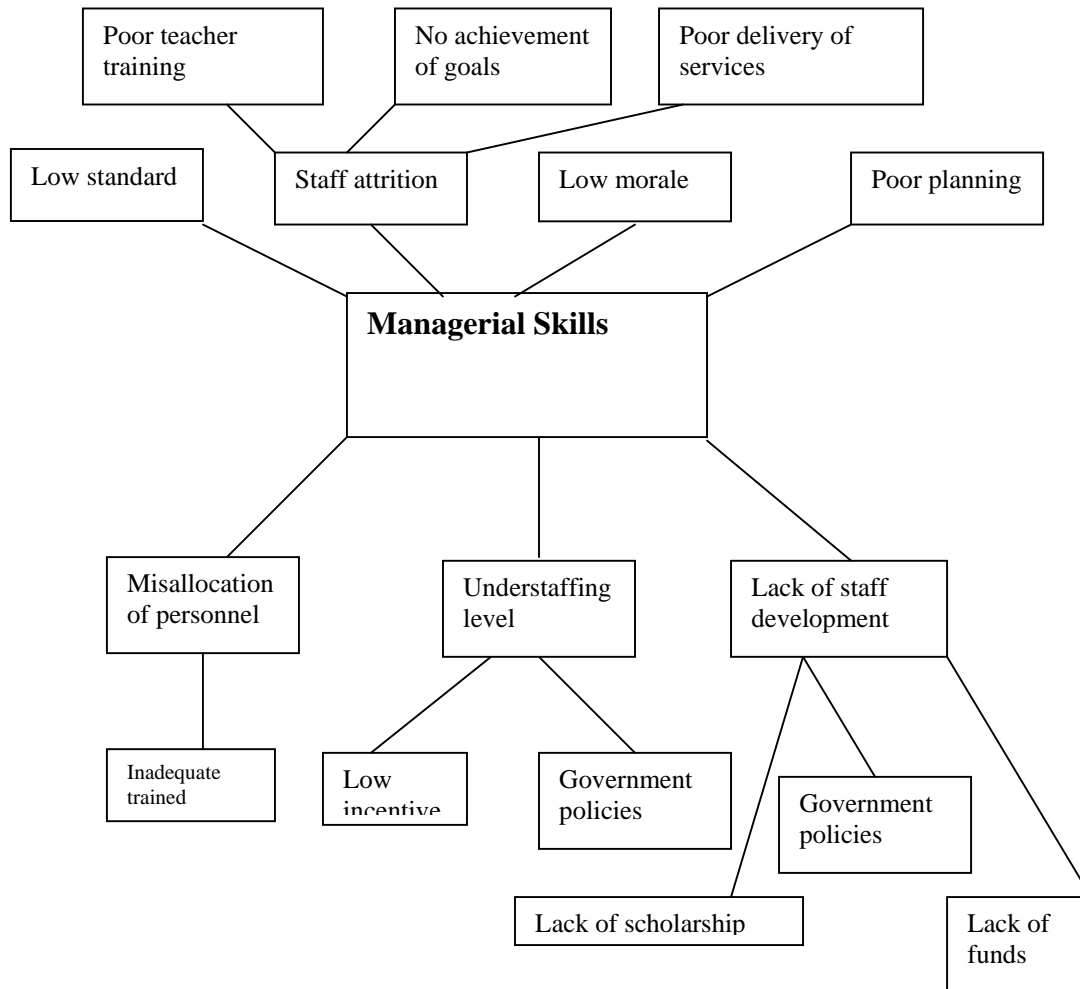 Poor teacher
training
No achievement
of goals
Poor delivery of
services
Low standard
Staff attrition
Low morale
Poor planning
Managerial Skills
Misallocation
of personnel
Understaffing
level
Lack of staff
development
Inadequate
trained
Low
incentive
Government
policies
Government
policies
Lack of scholarship
Lack of
funds